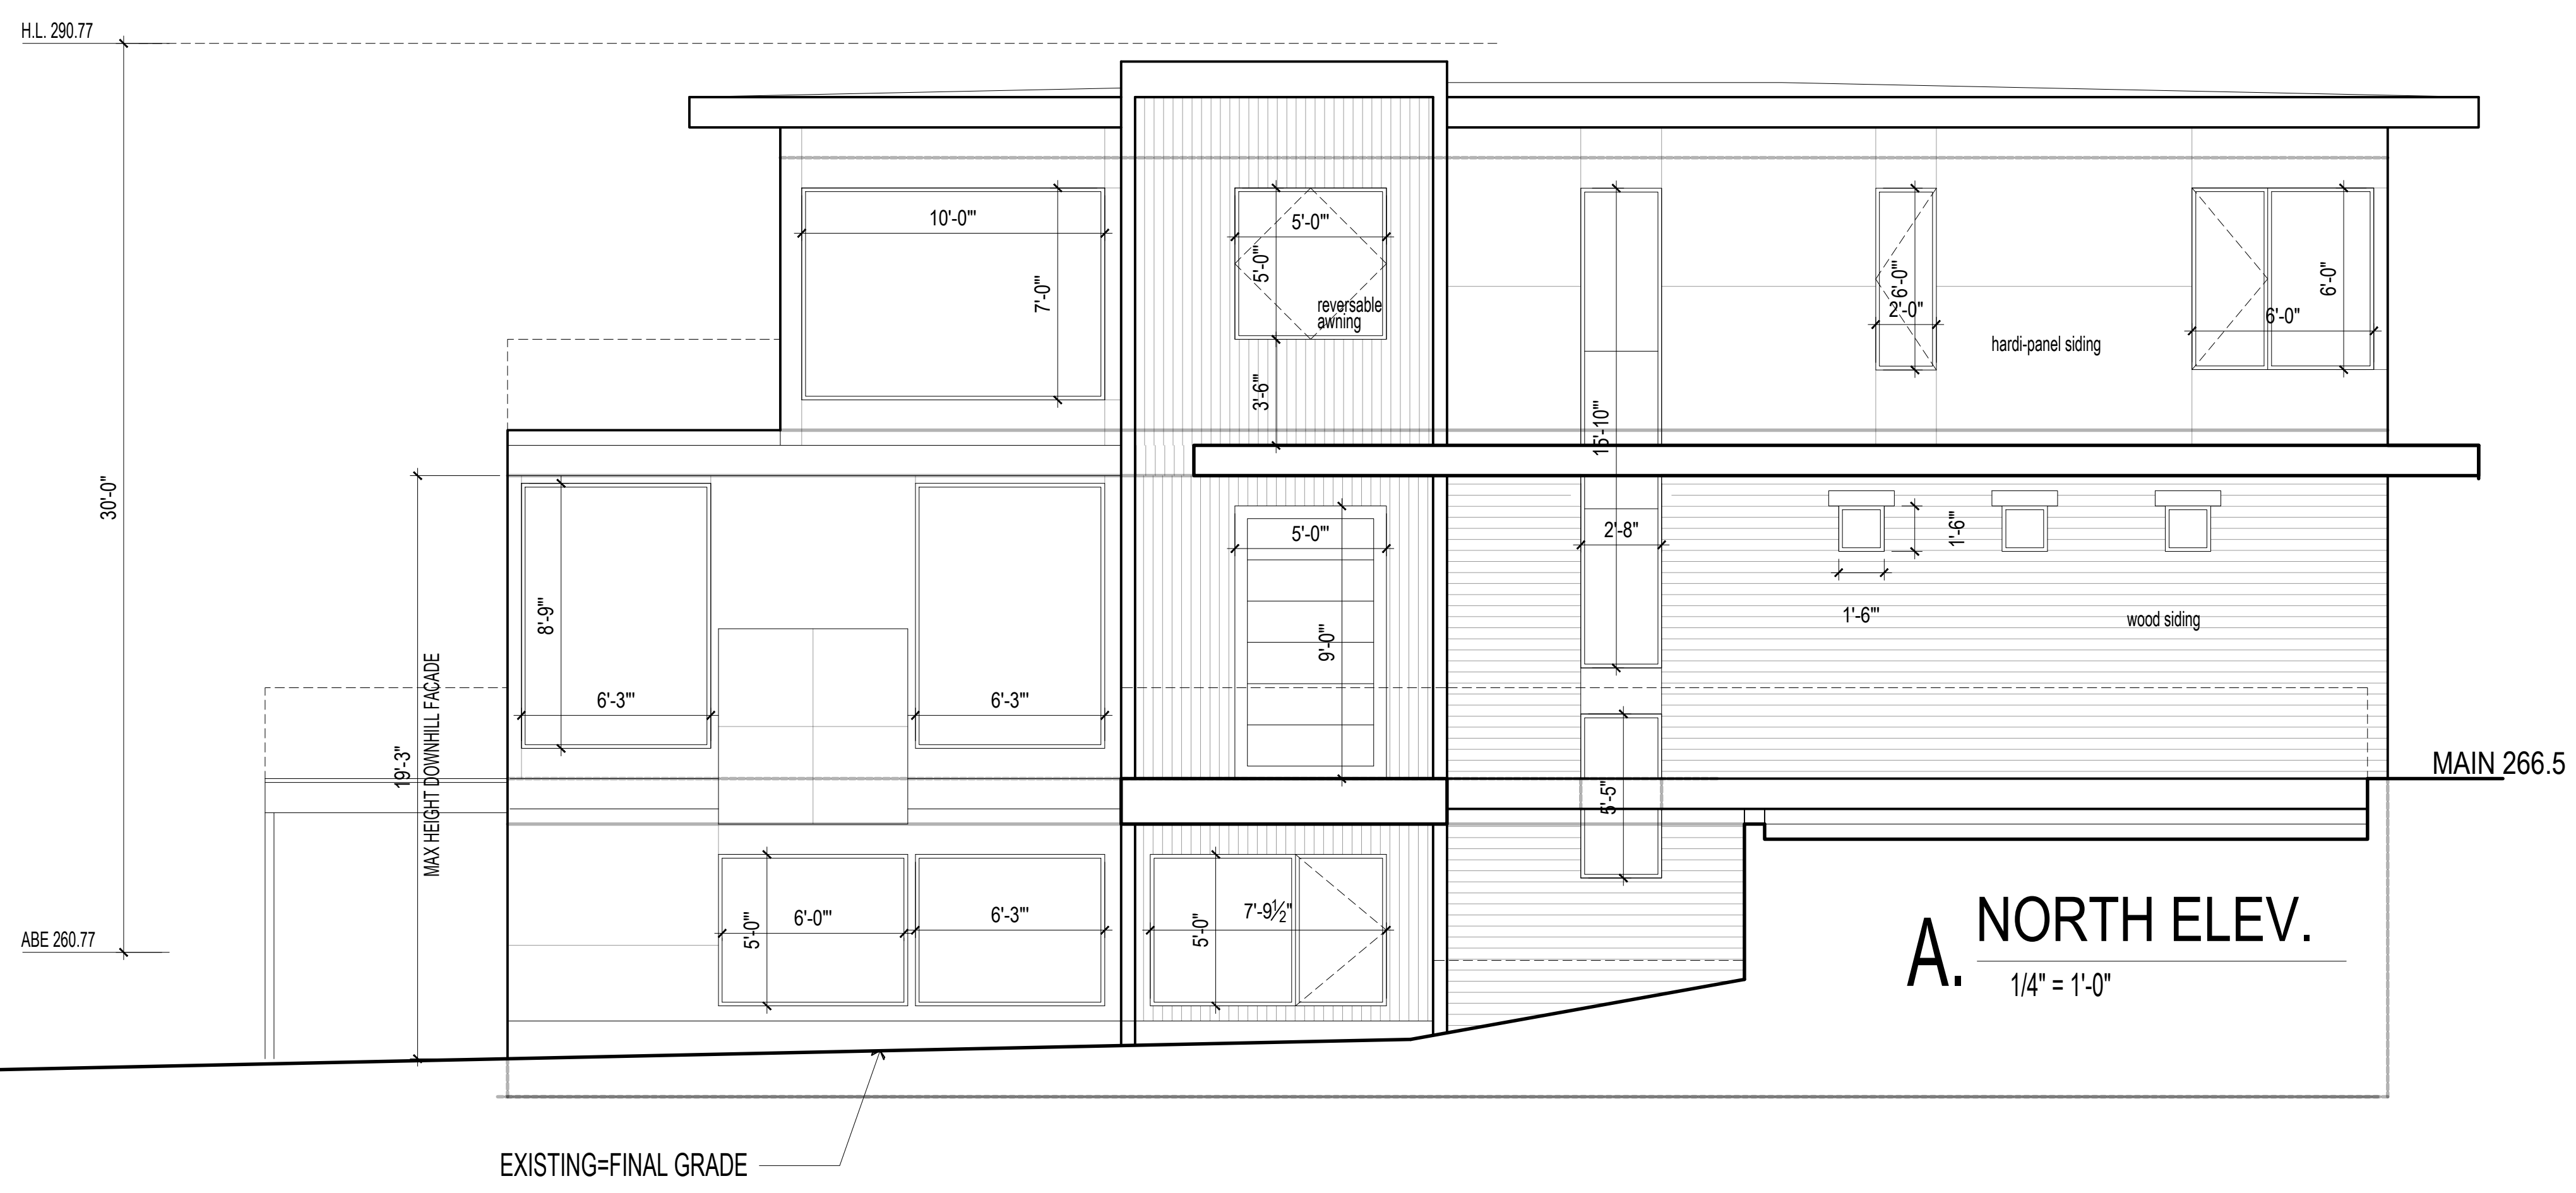 H.L. 290.77
10'-0"'
7'-0"'
5'-0"'
5'-0"'
reversable
awning
3'-6"'
15'-10"'
6'-0"'
2'-0"
hardi-panel siding
6'-0"
6'-0"
30'-0"
19'-3"
MAX HEIGHT DOWNHILL FACADE
8'-9"'
6'-3"'
6'-3"'
5'-0"'
9'-0"'
2'-8"
1'-6"'
1'-6"'
wood siding
MAIN 266.5
5'-5"
ABE 260.77
5'-0"'
6'-0"'
6'-3"'
5'-0"
7'-9½"
A. NORTH ELEV.
1/4" = 1'-0"
EXISTING=FINAL GRADE